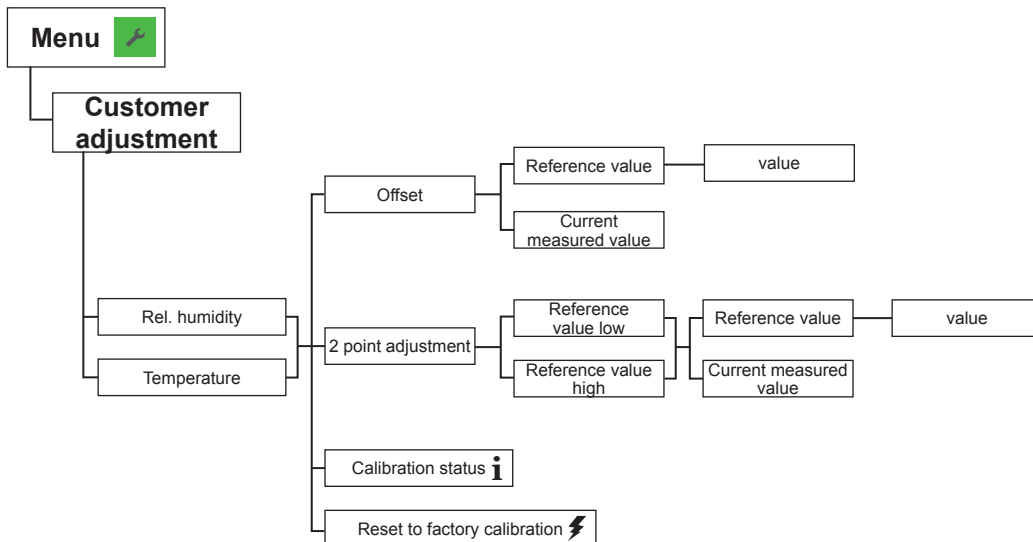 Menu
Customer
adjustment
Rel. humidity
Temperature
Offset
Reference value
value
Current
measured value
2 point adjustment
Reference
value low
Reference value
high
Reference value
value
Current measured
value
Calibration status i
Reset to factory calibration